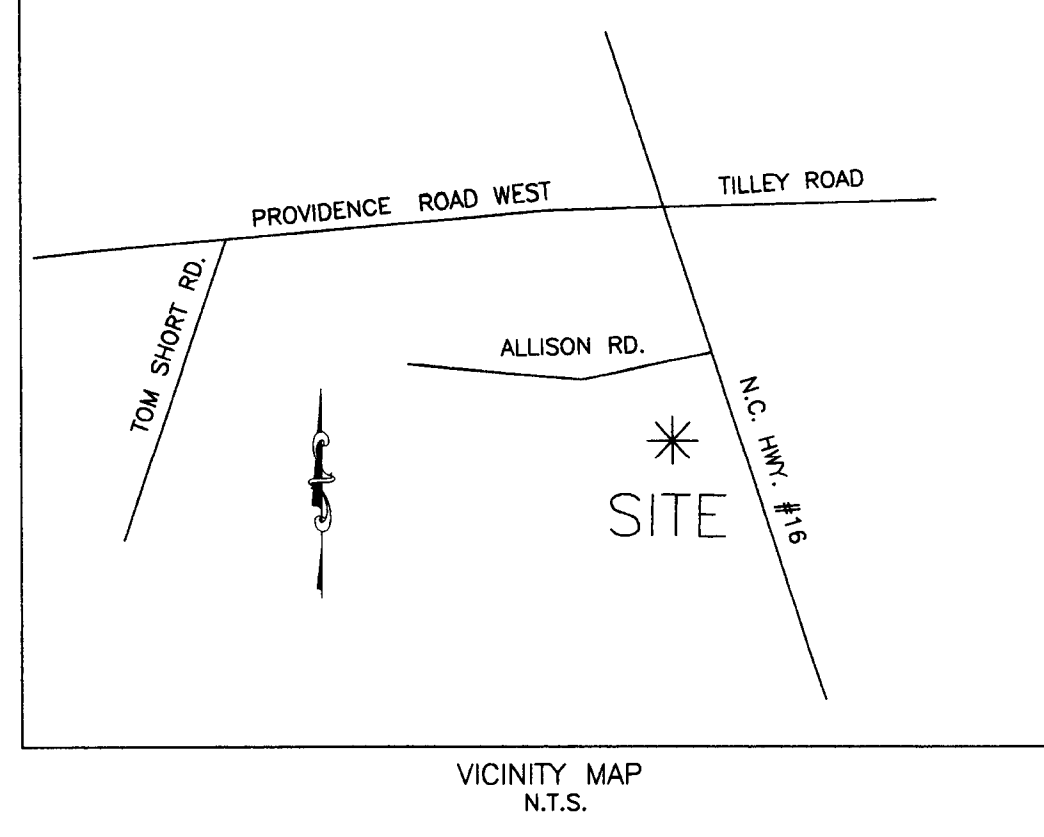 PROVIDENCE ROAD WEST
TILLEY ROAD
TOM SHORT RD.
ALLISON RD.
N.C. HWY. #16
SITE
VICINITY MAP
N.T.S.